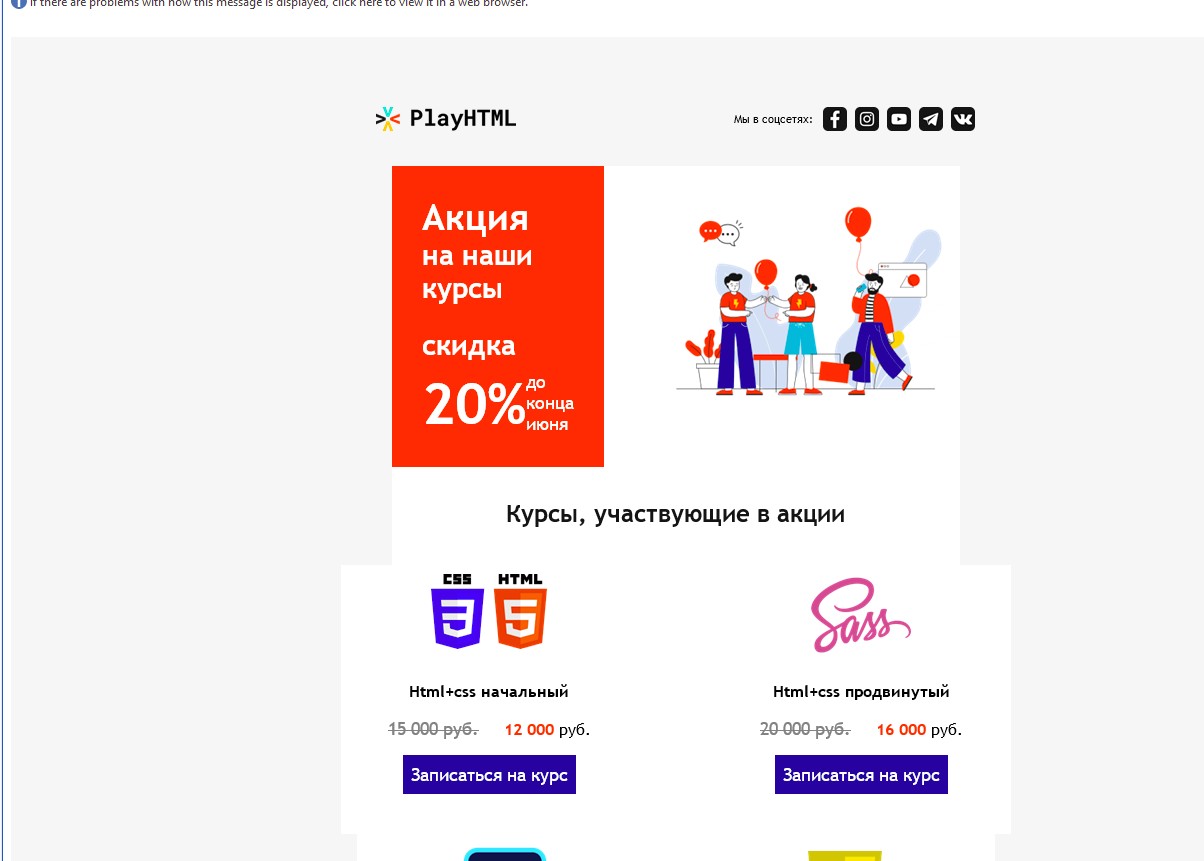 If there are problems with how this message is displayed, click here to view it in a web browser.
PlayHTML
Мы в соцсетях:
Акция
на наши
курсы
скидка
20% до
конца
июня
Курсы, участвующие в акции
CSS HTML
Sass
Html+css начальный
Html+css продвинутый
15 000 руб. 12 000 руб.
20 000 руб. 16 000 руб.
Записаться на курс
Записаться на курс